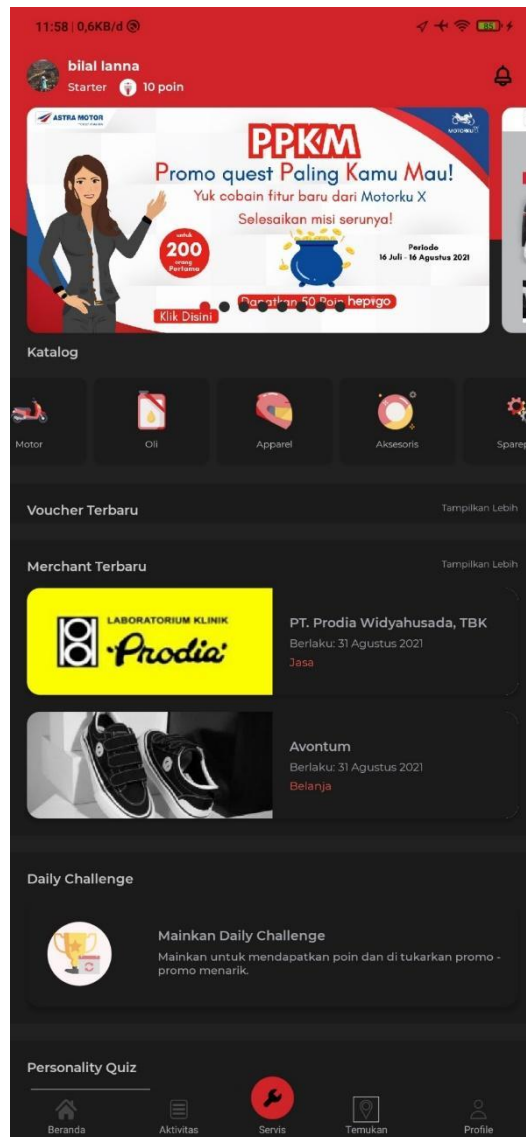 11:58 | 0,6KB/d
85
bilal lanna
Starter 10 poin
ASTRA MOTOR
MOTORKU X
PPKM
Promo quest Paling Kamu Mau!
Yuk cobain fitur baru dari Motorku X
Selesaikan misi serunya!
untuk
200
orang
Pertama
Periode
16 Juli - 16 Agustus 2021
Dapatkan 50 Poin hepigo
Klik Disini
Katalog
Motor
Oli
Apparel
Aksesoris
Sparep
Voucher Terbaru
Tampilkan Lebih
Merchant Terbaru
Tampilkan Lebih
LABORATORIUM KLINIK
Prodia
PT. Prodia Widyahusada, TBK
Berlaku: 31 Agustus 2021
Jasa
Avontum
Berlaku: 31 Agustus 2021
Belanja
Daily Challenge
Mainkan Daily Challenge
Mainkan untuk mendapatkan poin dan di tukarkan promo -
promo menarik.
Personality Quiz
Beranda
Aktivitas
Servis
Temukan
Profile